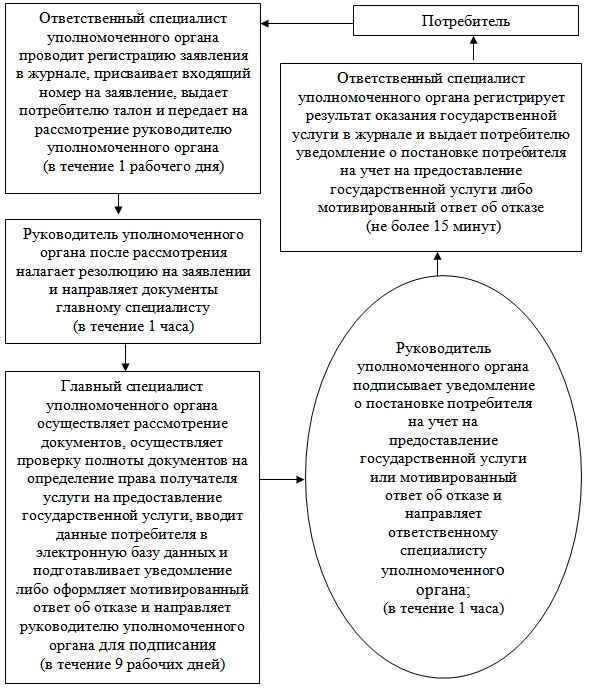 Потребитель
Ответственный специалист
уполномоченного органа
проводит регистрацию заявления
в журнале, присваивает входящий
номер на заявление, выдает
потребителю талон и передает на
рассмотрение руководителю
уполномоченного органа
(в течение 1 рабочего дня)
Руководитель уполномоченного
органа после рассмотрения
налагает резолюцию на заявлении
и направляет документы
главному специалисту
(в течение 1 часа)
Главный специалист
уполномоченного органа
осуществляет рассмотрение
документов, осуществляет
проверку полноты документов на
определение права получателя
услуги на предоставление
государственной услуги, вводит
данные потребителя в
электронную базу данных и
подготавливает уведомление
либо оформляет мотивированный
ответ об отказе и направляет
руководителю уполномоченного
органа для подписания
(в течение 9 рабочих дней)
Руководитель
уполномоченного органа
подписывает уведомление
о постановке потребителя
на учет на
предоставление
государственной услуги
или мотивированный
ответ об отказе и
направляет
ответственному
специалисту
уполномоченного
органа;
(в течение 1 часа)
Ответственный специалист
уполномоченного органа регистрирует
результат оказания государственной
услуги в журнале и выдает потребителю
уведомление о постановке потребителя
на учет на предоставление
государственной услуги либо
мотивированный ответ об отказе
(не более 15 минут)